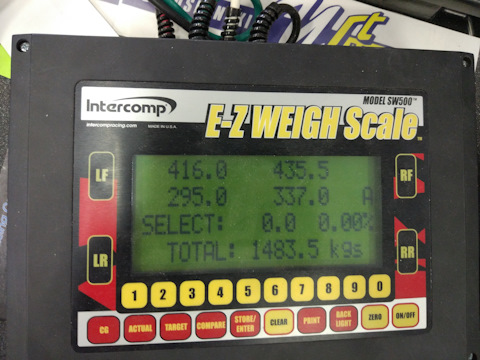 Intercomp
intercompracing.com MADE IN U.S.A.
MODEL SW500™
E-Z WEIGH Scale™
LF
416.0 435.5
RF
295.0 337.0 A
SELECT: 0.0 0.00%
LR
TOTAL: 1483.5 kgs
RR
1 2 3 4 5 6 7 8 9 0
CG ACTUAL TARGET COMPARE STORE/ENTER CLEAR PRINT BACK LIGHT ZERO ON/OFF